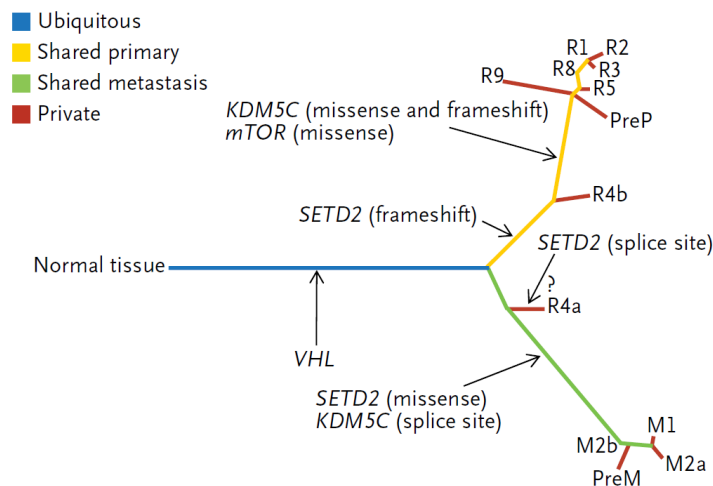 Ubiquitous
Shared primary
Shared metastasis
Private
R1
R2
R3
R8
R9
R5
PreP
KDM5C (missense and frameshift)
mTOR (missense)
R4b
SETD2 (frameshift)
SETD2 (splice site)
Normal tissue
?
R4a
VHL
SETD2 (missense)
KDM5C (splice site)
M1
M2b
M2a
PreM